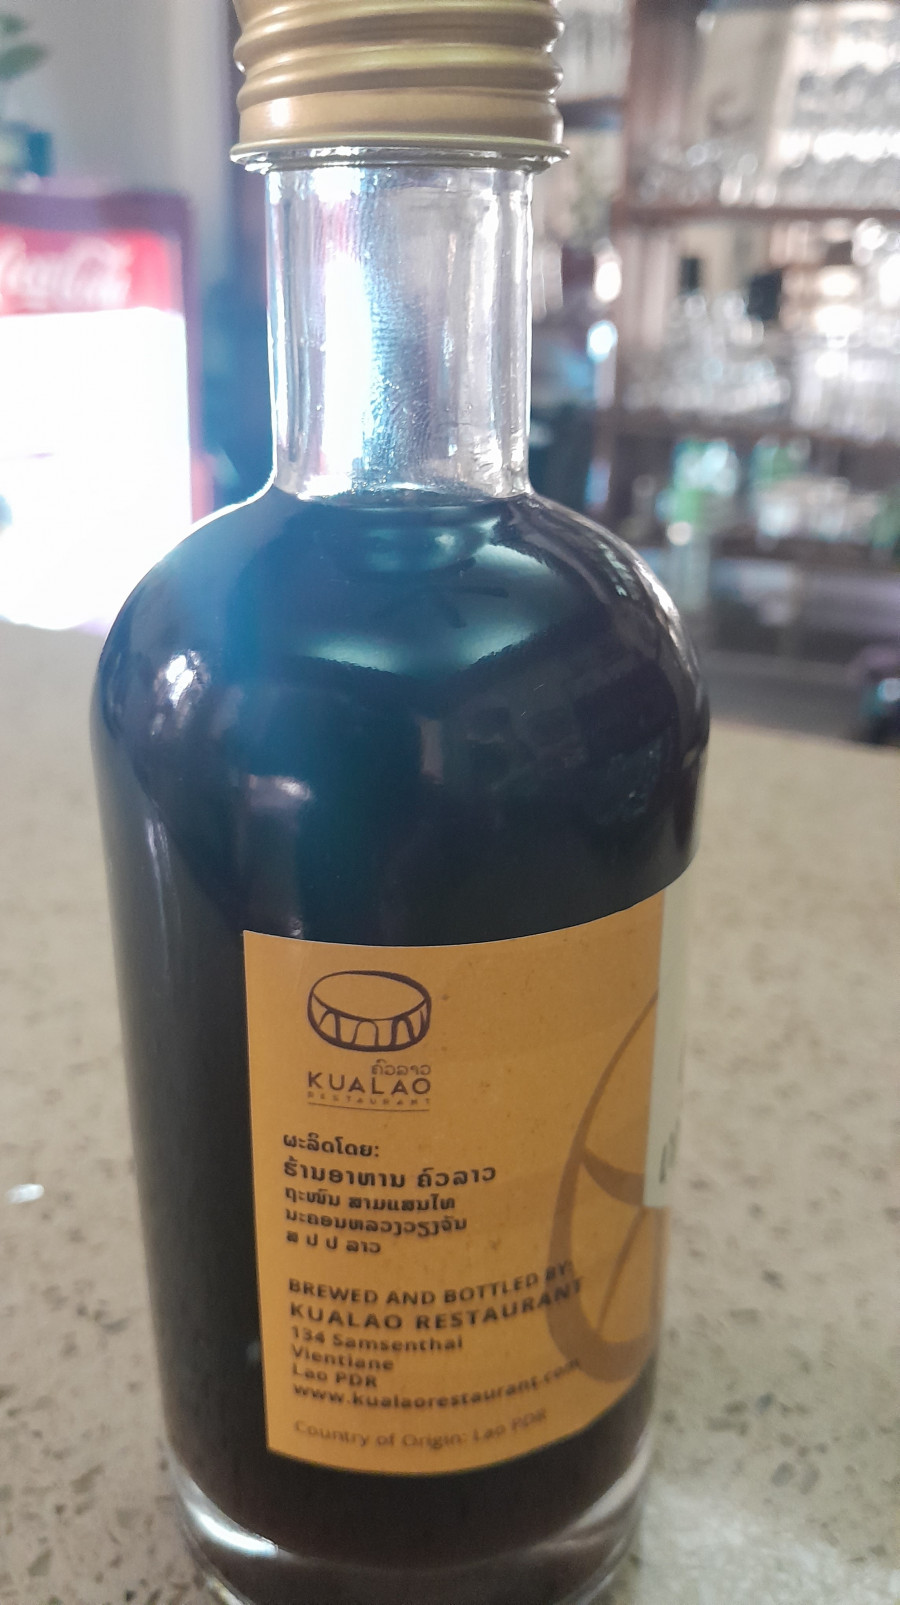 Coca-Cola
ຄົວລາວ
KUALAO
RESTAURANT
ຜະລິດໂດຍ:
ຮ້ານອາຫານ ຄົວລາວ
ຖະໜົນ ສາມແສນໄທ
ນະຄອນຫລວງວຽງຈັນ
ສ ປ ປ ລາວ
BREWED AND BOTTLED BY:
KUALAO RESTAURANT
134 Samsenthai
Vientiane
Lao PDR
www.kualaorestaurant.com
Country of Origin: Lao PDR